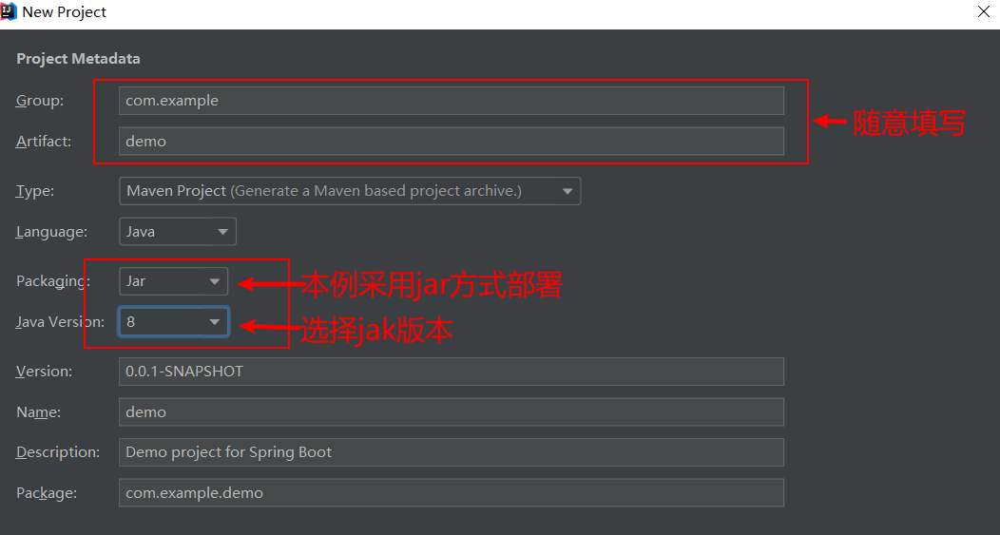 New Project
Project Metadata
Group: com.example
随意填写
Artifact: demo
Type: Maven Project (Generate a Maven based project archive.)
Language: Java
Packaging: Jar
本例采用jar方式部署
Java Version: 8
选择jak版本
Version: 0.0.1-SNAPSHOT
Name: demo
Description: Demo project for Spring Boot
Package: com.example.demo